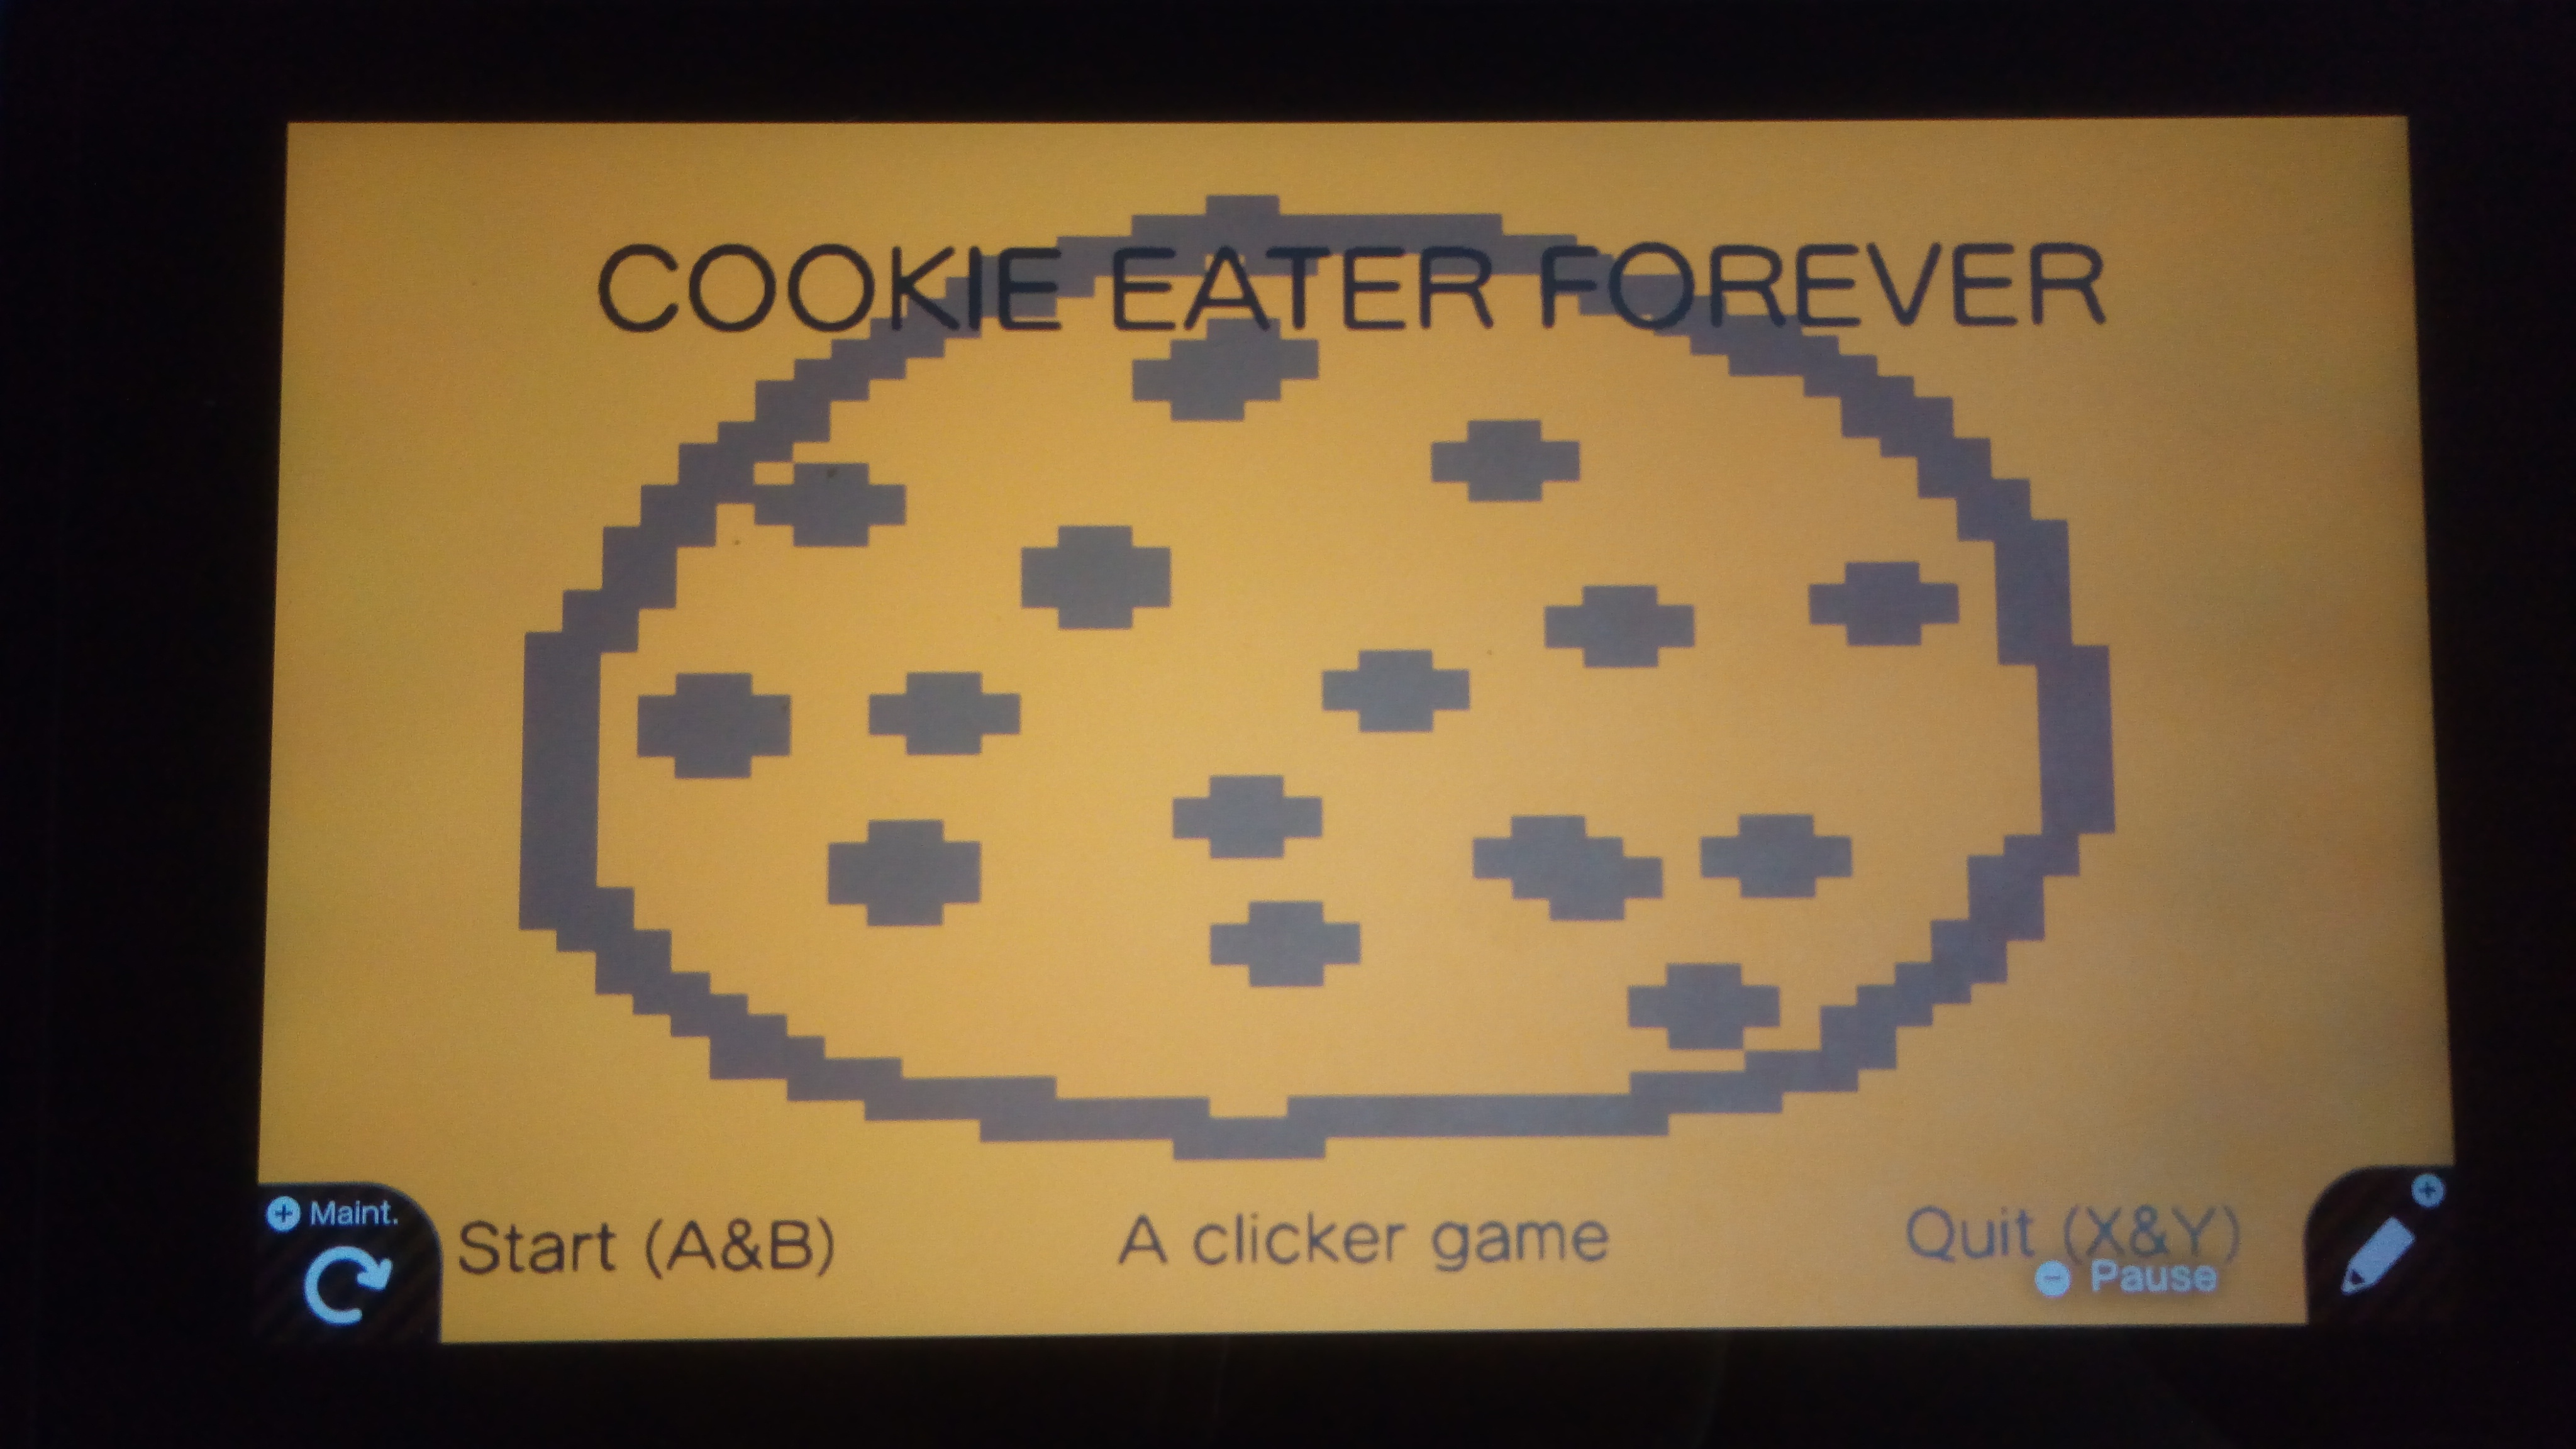 COOKIE EATER FOREVER
Maint.
Start (A&B)
A clicker game
Quit (X&Y)
Pause